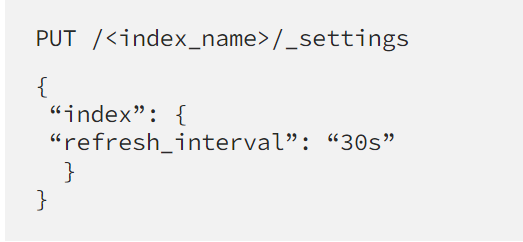 PUT /<index_name>/_settings
{
“index”: {
“refresh_interval”: “30s”
}
}